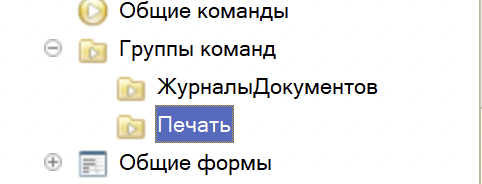 Общие команды
Группы команд
ЖурналыДокументов
Печать
Общие формы